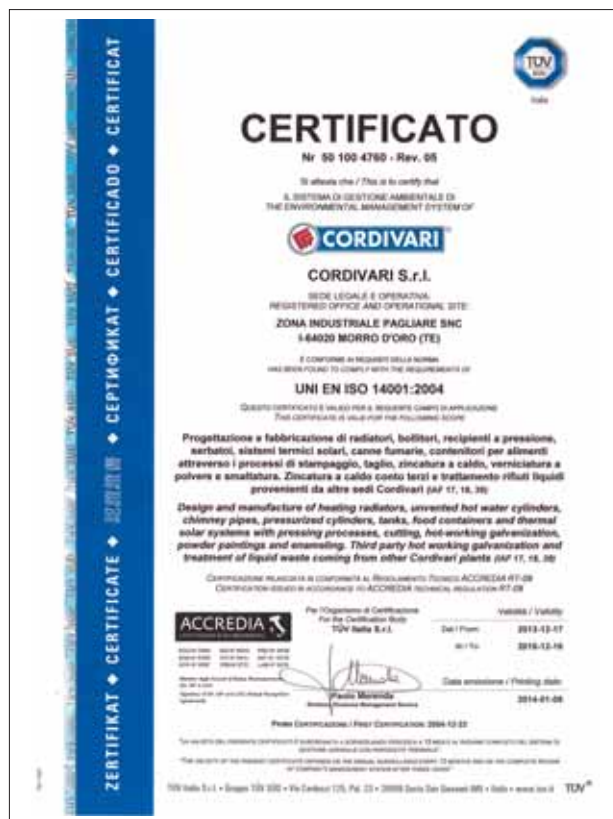 TÜV
SÜD
Italia
CERTIFICATO
Nr 50 100 4760 - Rev. 05
Si attesta che / This is to certify that
IL SISTEMA DI GESTIONE AMBIENTALE DI
THE ENVIRONMENTAL MANAGEMENT SYSTEM OF
CORDIVARI
CORDIVARI S.r.l.
SEDE LEGALE E OPERATIVA:
REGISTERED OFFICE AND OPERATIONAL SITE:
ZONA INDUSTRIALE PAGLIARE SNC
I-64020 MORRO D'ORO (TE)
È CONFORME AI REQUISITI DELLA NORMA
HAS BEEN FOUND TO COMPLY WITH THE REQUIREMENTS OF
UNI EN ISO 14001:2004
QUESTO CERTIFICATO È VALIDO PER IL SEGUENTE CAMPO DI APPLICAZIONE
THIS CERTIFICATE IS VALID FOR THE FOLLOWING SCOPE
Progettazione e fabbricazione di radiatori, bollitori, recipienti a pressione,
serbatoi, sistemi termici solari, canne fumarie, contenitori per alimenti
attraverso i processi di stampaggio, taglio, zincatura a caldo, verniciatura a
polvere e smaltatura. Zincatura a caldo conto terzi e trattamento rifiuti liquidi
provenienti da altre sedi Cordivari (IAF 17, 18, 39)
Design and manufacture of heating radiators, unvented hot water cylinders,
chimney pipes, pressurized cylinders, tanks, food containers and thermal
solar systems with pressing processes, cutting, hot-working galvanization,
powder paintings and enameling. Third party hot working galvanization and
treatment of liquid waste coming from other Cordivari plants (IAF 17, 18, 39)
CERTIFICAZIONE RILASCIATA IN CONFORMITÀ AL REGOLAMENTO TECNICO ACCREDIA RT-09
CERTIFICATION ISSUED IN ACCORDANCE TO ACCREDIA TECHNICAL REGULATION RT-09
ACCREDIA
Per l'Organismo di Certificazione
For the Certification Body
TÜV Italia S.r.l.
Validità / Validity
Dal / From: 2013-12-17
Al / To: 2016-12-16
Data emissione / Printing date
2014-01-08
Paolo Morenda
PRIMA CERTIFICAZIONE / FIRST CERTIFICATION: 2004-12-22
TÜV Italia S.r.l. • Gruppo TÜV SÜD • Via Carducci 125, Pal. 23 • 20099 Sesto San Giovanni (MI) • Italia • www.tuv.it TÜV®
ZERTIFIKAT ◆ CERTIFICATE ◆ 認證證書 ◆ СЕРТИФИКАТ ◆ CERTIFICADO ◆ CERTIFICAT